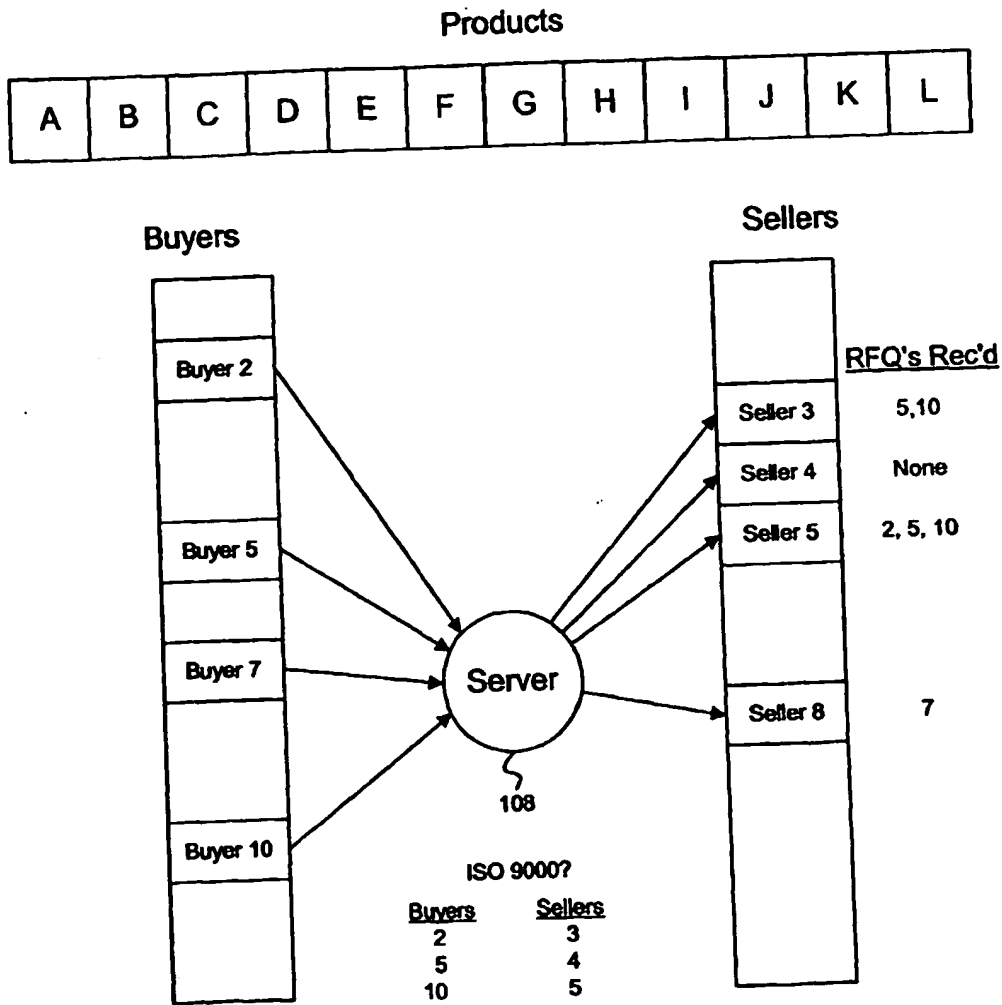 Products
A B C D E F G H I J K L
Buyers
Sellers
RFQ's Rec'd
Buyer 2
Seller 3 5,10
Seller 4 None
Buyer 5
Seller 5 2, 5, 10
Buyer 7
Server
Seller 8 7
108
Buyer 10
ISO 9000?
Buyers Sellers
2 3
5 4
10 5